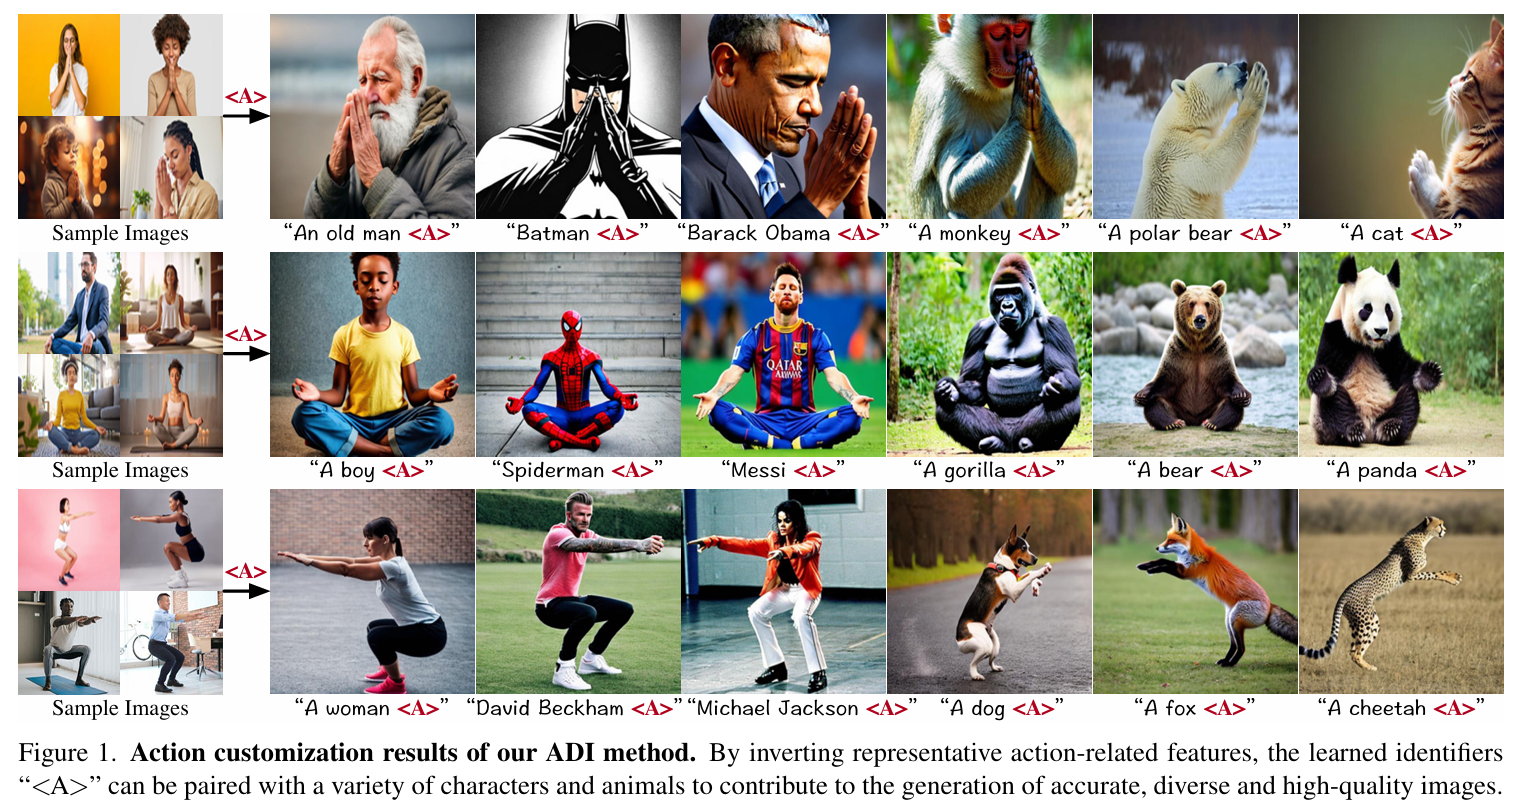 <A>
Sample Images
“An old man <A>” “Batman <A>” “Barack Obama <A>” “A monkey <A>” “A polar bear <A>” “A cat <A>”
<A>
QATAR
AIRWAYS
Sample Images
“A boy <A>” “Spiderman <A>” “Messi <A>” “A gorilla <A>” “A bear <A>” “A panda <A>”
<A>
Sample Images
“A woman <A>” “David Beckham <A>” “Michael Jackson <A>” “A dog <A>” “A fox <A>” “A cheetah <A>”
Figure 1. Action customization results of our ADI method. By inverting representative action-related features, the learned identifiers
“<A>” can be paired with a variety of characters and animals to contribute to the generation of accurate, diverse and high-quality images.